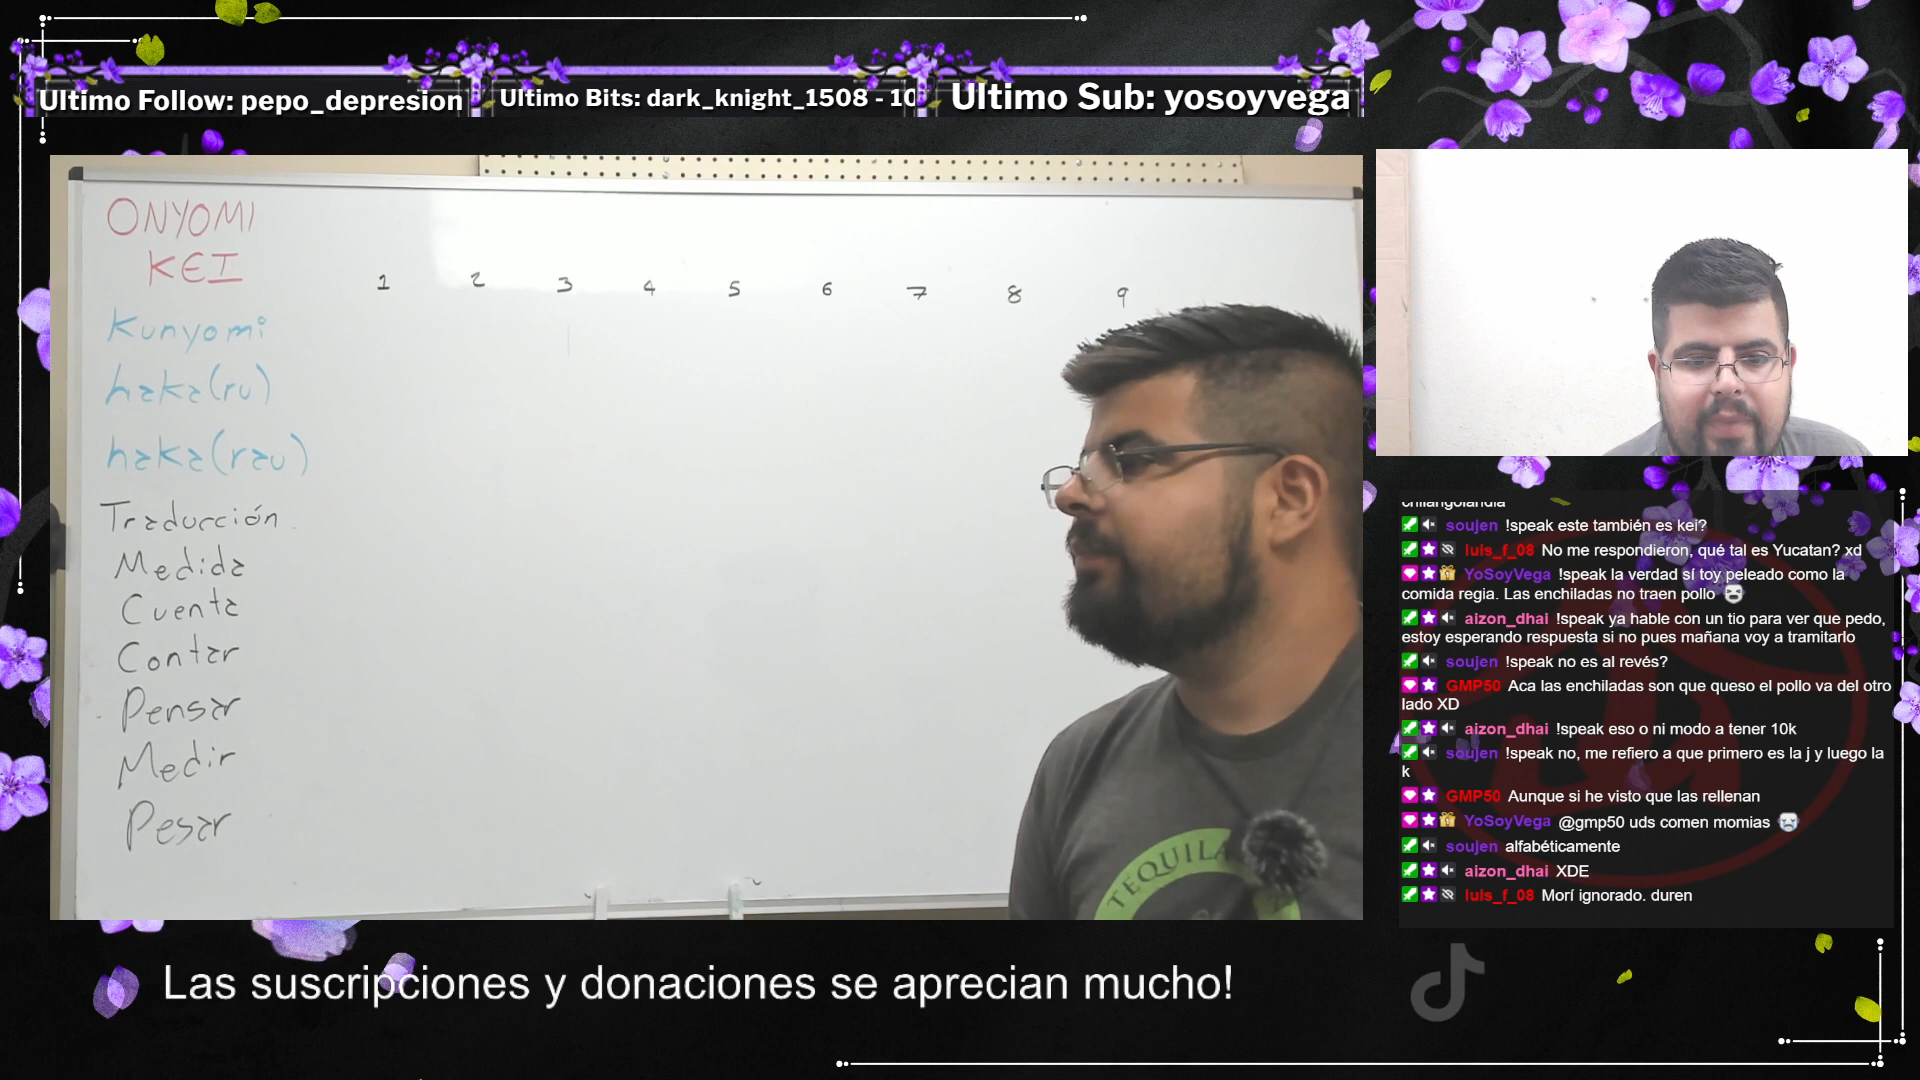 Ultimo Follow: pepo_depresion
Ultimo Bits: dark_knight_1508 - 10
Ultimo Sub: yosoyvega
ONYOMI
KEI
1 2 3 4 5 6 7 8 9
Kunyomi
haka(ru)
haka(rau)
Traducción
Medida
Cuenta
Contar
Pensar
Medir
Pesar
TEQUILA
chilangolandia
soujen !speak este también es kei?
luis_f_08 No me respondieron, qué tal es Yucatan? xd
YoSoyVega !speak la verdad sí toy peleado como la
comida regia. Las enchiladas no traen pollo
aizon_dhai !speak ya hable con un tio para ver que pedo,
estoy esperando respuesta si no pues mañana voy a tramitarlo
soujen !speak no es al revés?
GMP50 Aca las enchiladas son que queso el pollo va del otro
lado XD
aizon_dhai !speak eso o ni modo a tener 10k
soujen !speak no, me refiero a que primero es la j y luego la
k
GMP50 Aunque si he visto que las rellenan
YoSoyVega @gmp50 uds comen momias
soujen alfabéticamente
aizon_dhai XDE
luis_f_08 Morí ignorado. duren
Las suscripciones y donaciones se aprecian mucho!